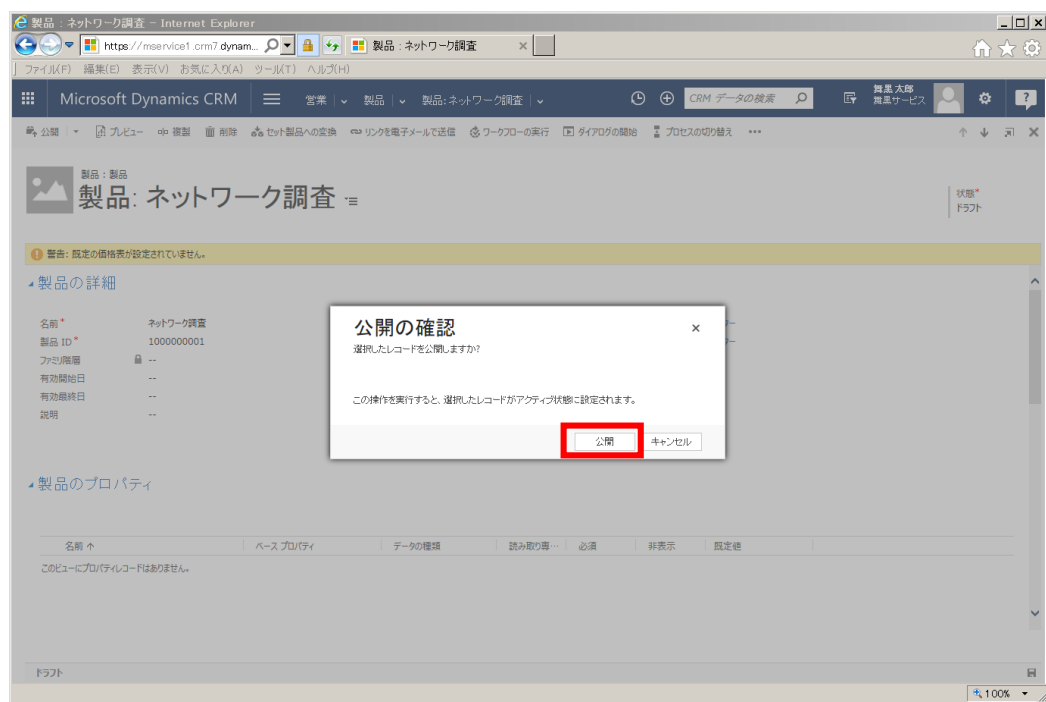 製品 : ネットワーク調査 - Internet Explorer
https://mservice1.crm7.dynam...
製品 : ネットワーク調査
ファイル(F) 編集(E) 表示(V) お気に入り(A) ツール(T) ヘルプ(H)
Microsoft Dynamics CRM 営業 製品 製品: ネットワーク調査 CRM データの検索 舞黒 太郎
舞黒サービス
公開 プレビュー 複製 削除 セット製品への変換 リンクを電子メールで送信 ワークフローの実行 ダイアログの開始 プロセスの切り替え
製品 : 製品
製品: ネットワーク調査
状態*
ドラフト
警告: 既定の価格表が設定されていません。
製品の詳細
名前* ネットワーク調査
製品 ID* 1000000001
ファミリ階層 --
有効開始日 --
有効最終日 --
説明 --
公開の確認
選択したレコードを公開しますか?
この操作を実行すると、選択したレコードがアクティブ状態に設定されます。
公開 キャンセル
製品のプロパティ
名前 ↑ ベース プロパティ データの種類 読み取り専… 必須 非表示 既定値
このビューにプロパティレコードはありません。
ドラフト
100%